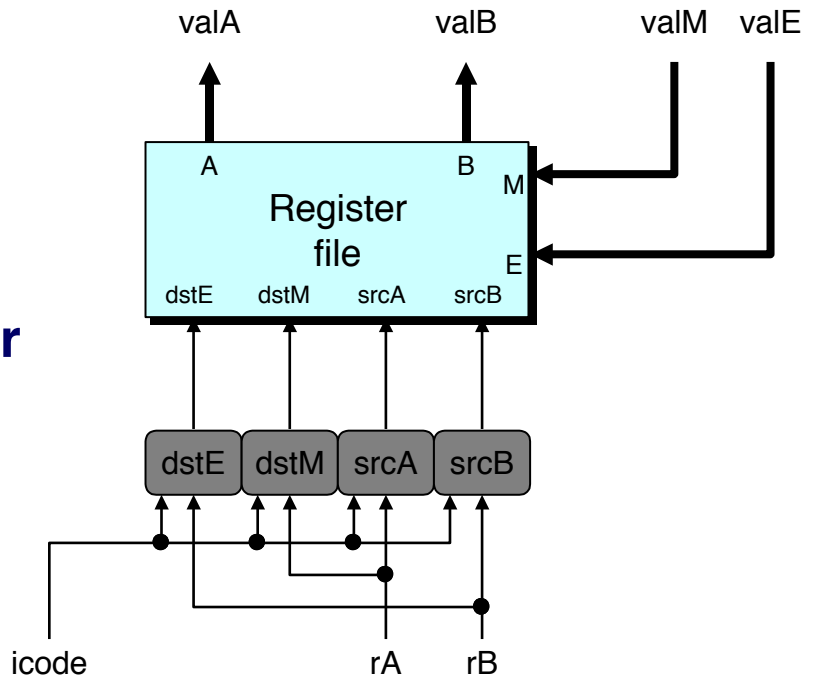 valA valB valM valE
A B
M
Register
file
E
dstE dstM srcA srcB
r
dstE dstM srcA srcB
icode rA rB